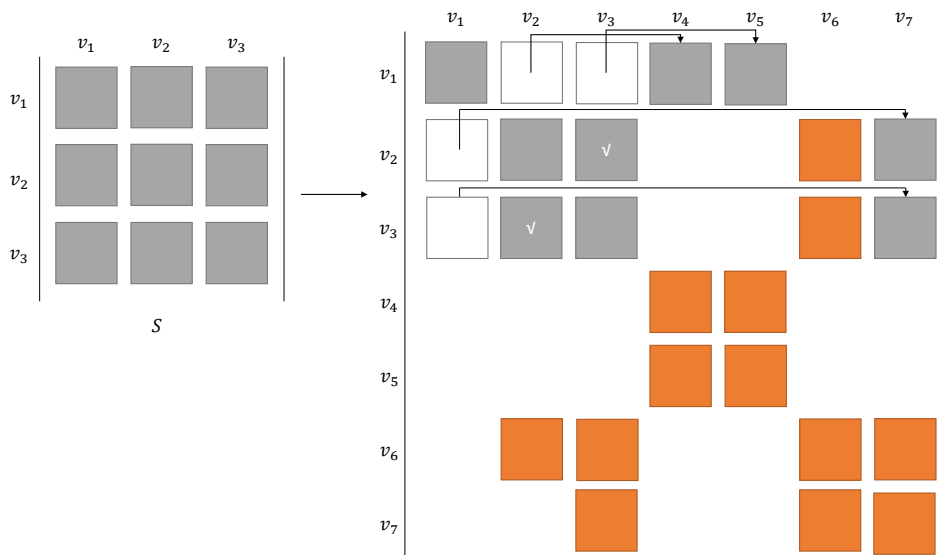 v₁ v₂ v₃
v₁
v₂
v₃
S
v₁ v₂ v₃ v₄ v₅ v₆ v₇
v₁
v₂ √
v₃ √
v₄
v₅
v₆
v₇